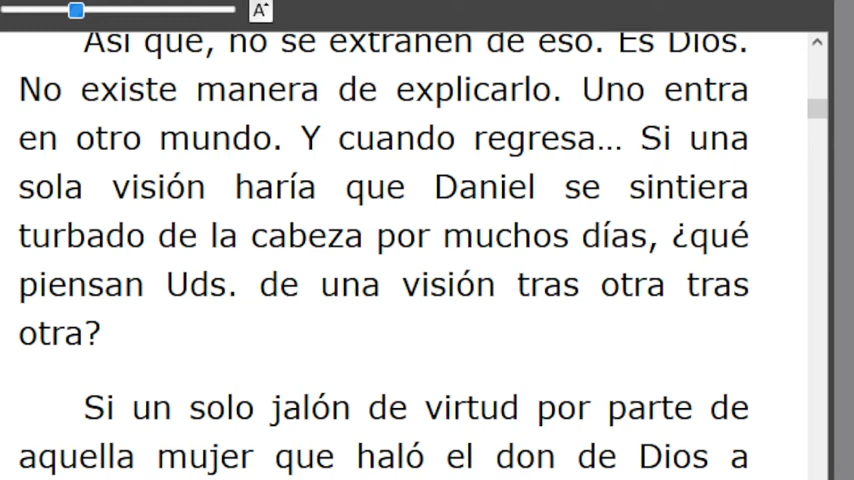 A
Así que, no se extrañen de eso. Es Dios.
No existe manera de explicarlo. Uno entra
en otro mundo. Y cuando regresa... Si una
sola visión haría que Daniel se sintiera
turbado de la cabeza por muchos días, ¿qué
piensan Uds. de una visión tras otra tras
otra?
Si un solo jalón de virtud por parte de
aquella mujer que haló el don de Dios a